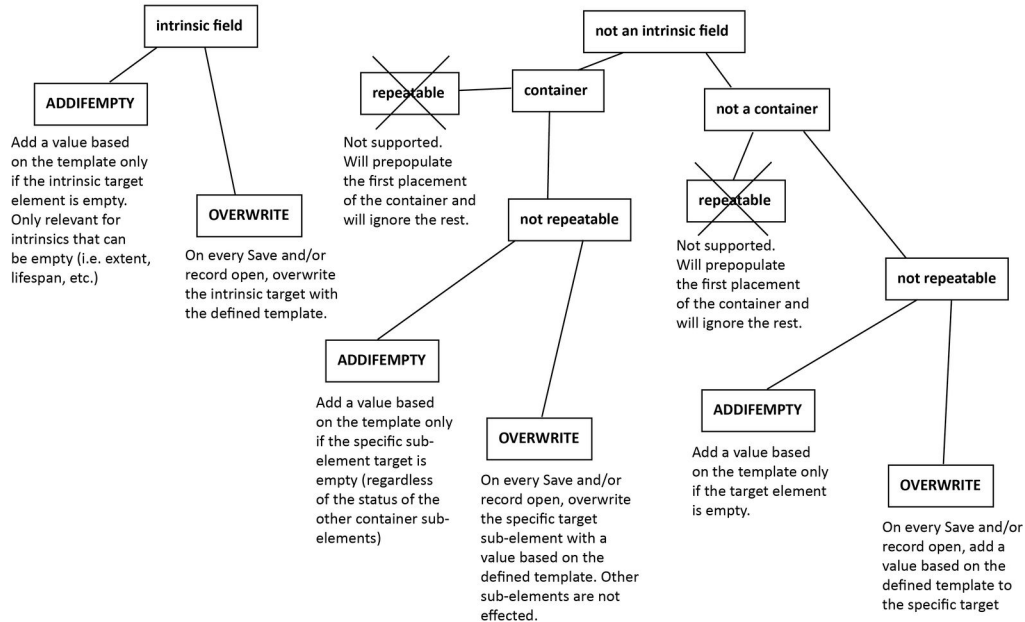 intrinsic field
ADDIFEMPTY
Add a value based
on the template only
if the intrinsic target
element is empty.
Only relevant for
intrinsics that can
be empty (i.e. extent,
lifespan, etc.)
OVERWRITE
On every Save and/or
record open, overwrite
the intrinsic target with
the defined template.
not an intrinsic field
repeatable
Not supported.
Will prepopulate
the first placement
of the container and
will ignore the rest.
container
not repeatable
ADDIFEMPTY
Add a value based
on the template only
if the specific sub-
element target is
empty (regardless
of the status of the
other container sub-
elements)
OVERWRITE
On every Save and/or
record open, overwrite
the specific target
sub-element with a
value based on the
defined template. Other
sub-elements are not
effected.
not a container
repeatable
Not supported.
Will prepopulate
the first placement
of the container and
will ignore the rest.
not repeatable
ADDIFEMPTY
Add a value based
on the template only
if the target element
is empty.
OVERWRITE
On every Save and/or
record open, add a
value based on the
defined template to
the specific target